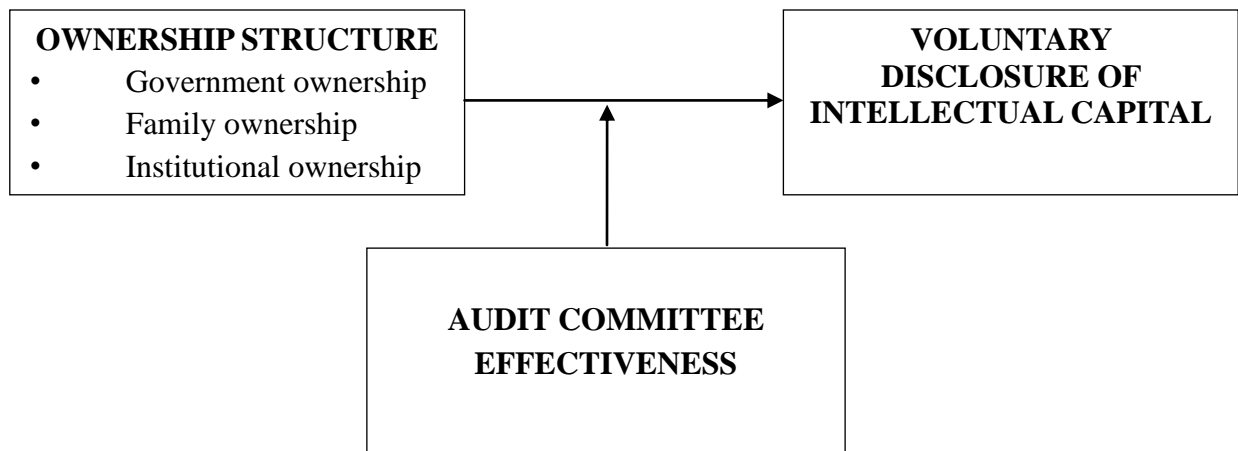 OWNERSHIP STRUCTURE
• Government ownership
• Family ownership
• Institutional ownership
VOLUNTARY
DISCLOSURE OF
INTELLECTUAL CAPITAL
AUDIT COMMITTEE
EFFECTIVENESS